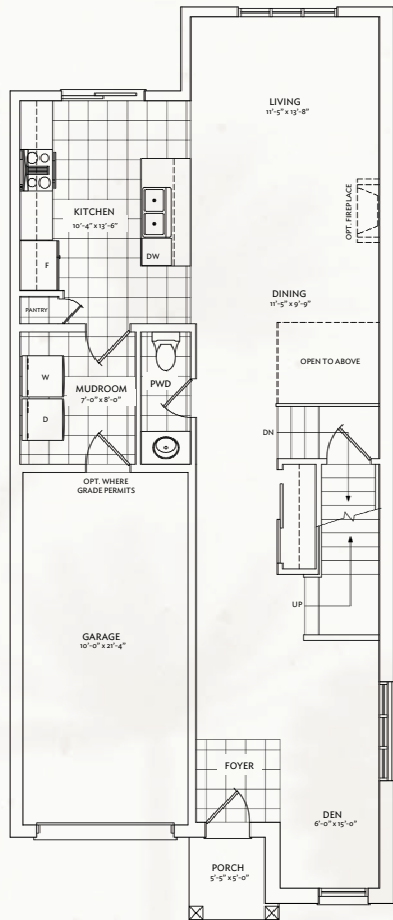 LIVING
11'-5" x 13'-8"
KITCHEN
10'-4" x 13'-6"
OPT. FIREPLACE
DW
F
DINING
11'-5" x 9'-9"
PANTRY
OPEN TO ABOVE
W
MUDROOM
7'-0" x 8'-0"
PWD
D
DN
OPT. WHERE
GRADE PERMITS
UP
GARAGE
10'-0" x 21'-4"
FOYER
DEN
6'-0" x 15'-0"
PORCH
5'-5" x 5'-0"